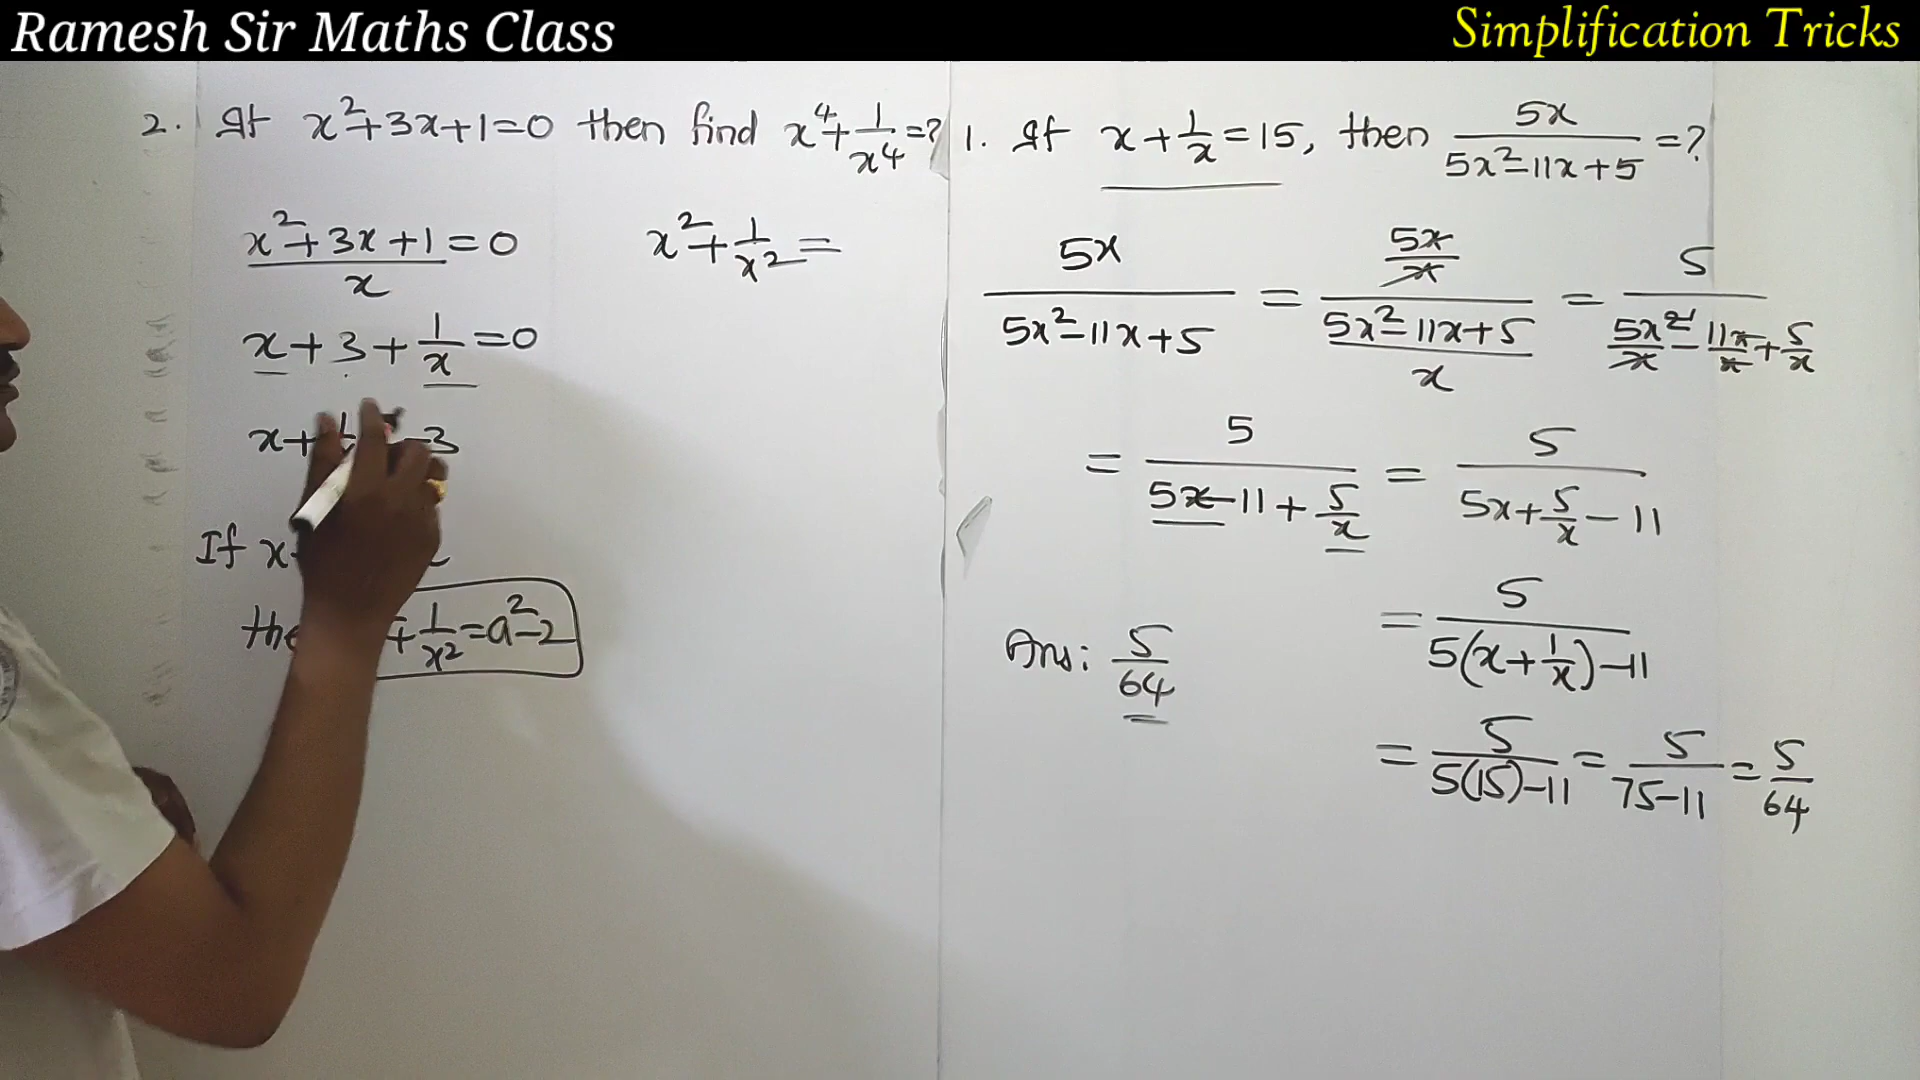 Ramesh Sir Maths Class
Simplification Tricks
2. If x²+3x+1=0 then find x⁴+1/x⁴=?
(x²+3x+1)/x=0
x²+1/x²=
x+3+1/x=0
x+ 3
If x
the +1/x²=a²-2
1. If x+1/x=15, then 5x/(5x²-11x+5)=?
5x/(5x²-11x+5) = (5x/x)/((5x²-11x+5)/x) = 5/(5x²/x-11x/x+5/x)
= 5/(5x-11+5/x) = 5/(5x+5/x-11)
= 5/(5(x+1/x)-11)
Ans: 5/64
= 5/(5(15)-11) = 5/(75-11) = 5/64